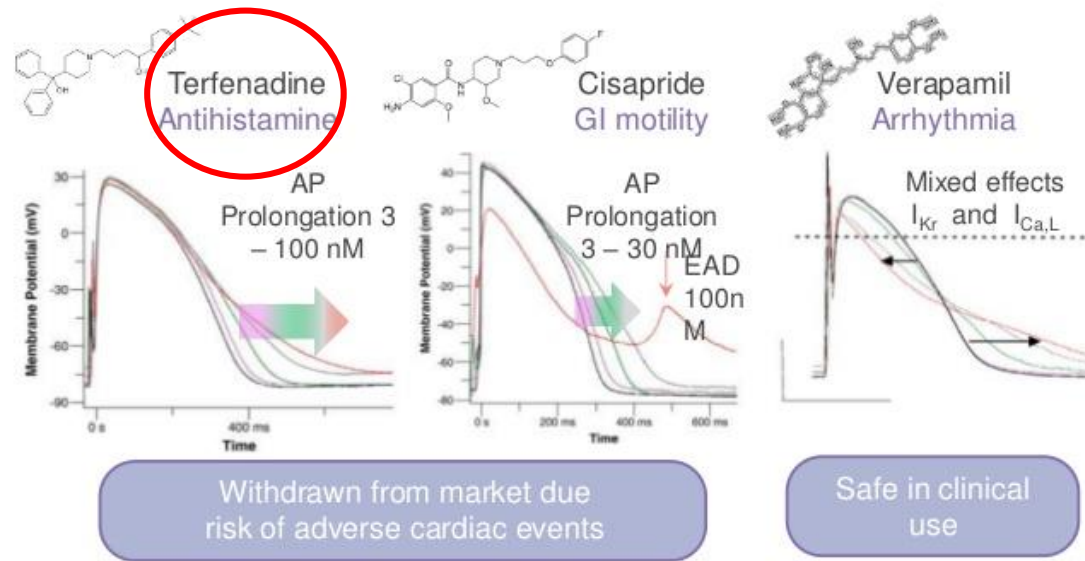 Terfenadine
Antihistamine
Cisapride
GI motility
Verapamil
Arrhythmia
AP
Prolongation 3
– 100 nM
Membrane Potential (mV)
30
0
-30
-60
-90
0 s
400 ms
Time
AP
Prolongation
3 – 30 nM
EAD
100n
M
Membrane Potential (mV)
40
20
0
-20
-40
-60
-80
0 s
200 ms
400 ms
600 ms
Time
Mixed effects
IKr and ICa,L
Withdrawn from market due
risk of adverse cardiac events
Safe in clinical
use
OH
N
Cl
H2N
O
O
N
H
O
N
O
F